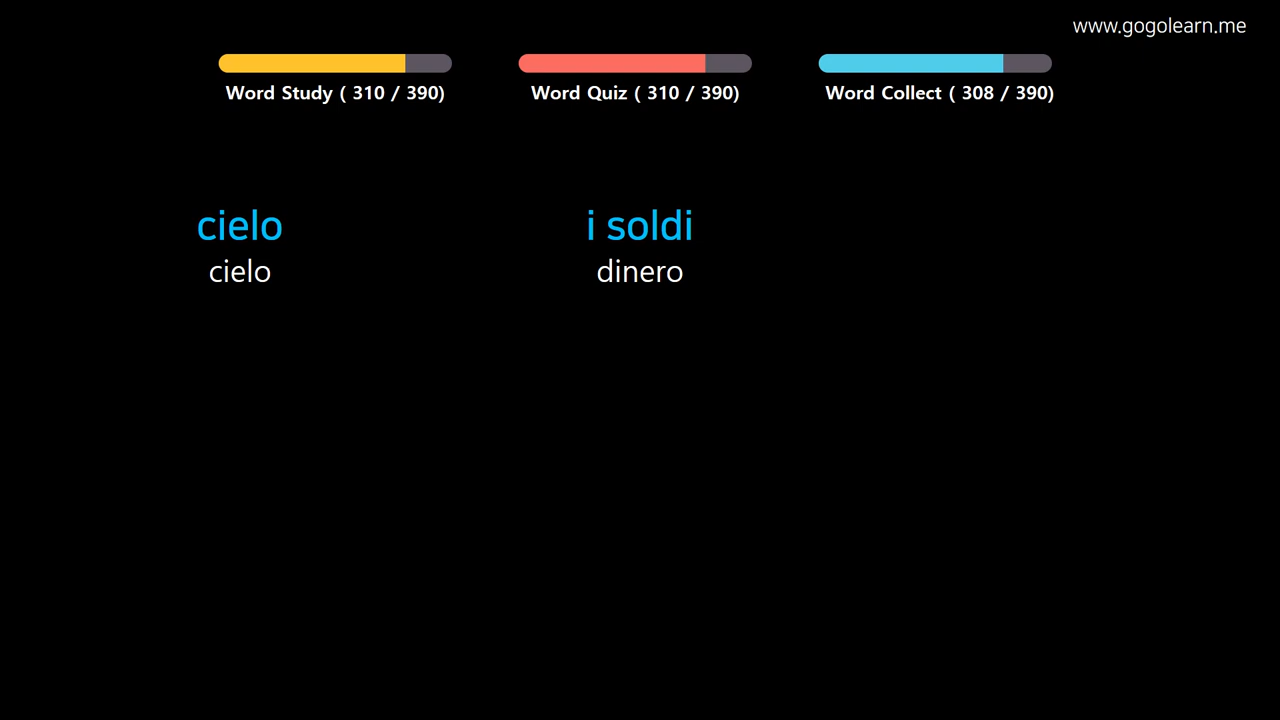 www.gogolearn.me
Word Study ( 310 / 390)
Word Quiz ( 310 / 390)
Word Collect ( 308 / 390)
cielo
cielo
i soldi
dinero